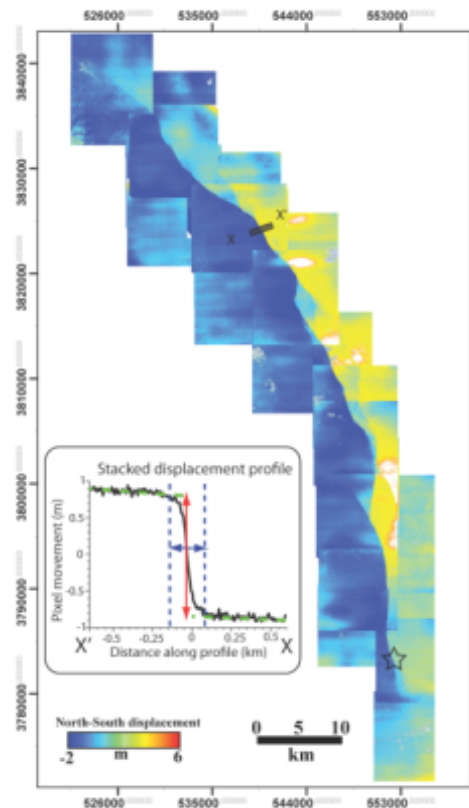 526000 535000 544000 553000
3840000
3830000
3820000
3810000
3800000
3790000
3780000
X X'
Stacked displacement profile
Pixel movement (m)
1
0.5
0
-0.5
-1
-0.5 -0.25 0 0.25 0.5
X' Distance along profile (km) X
North-South displacement
-2 m 6
0 10
km
526000 535000 544000 553000